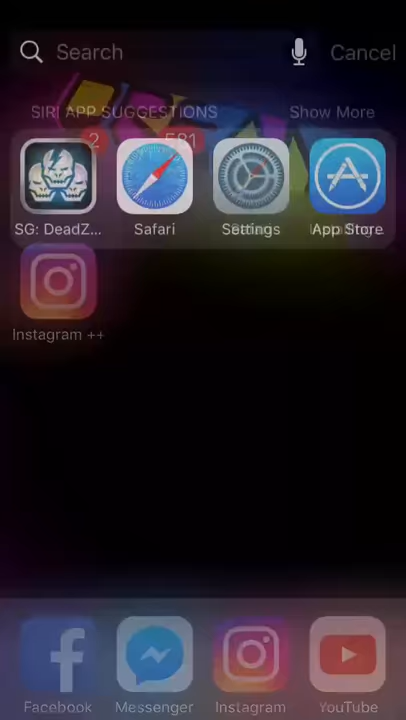 Search Cancel
SIRI APP SUGGESTIONS Show More
2 581
SG: DeadZ... Safari Settings App Store
Instagram ++
Facebook Messenger Instagram YouTube